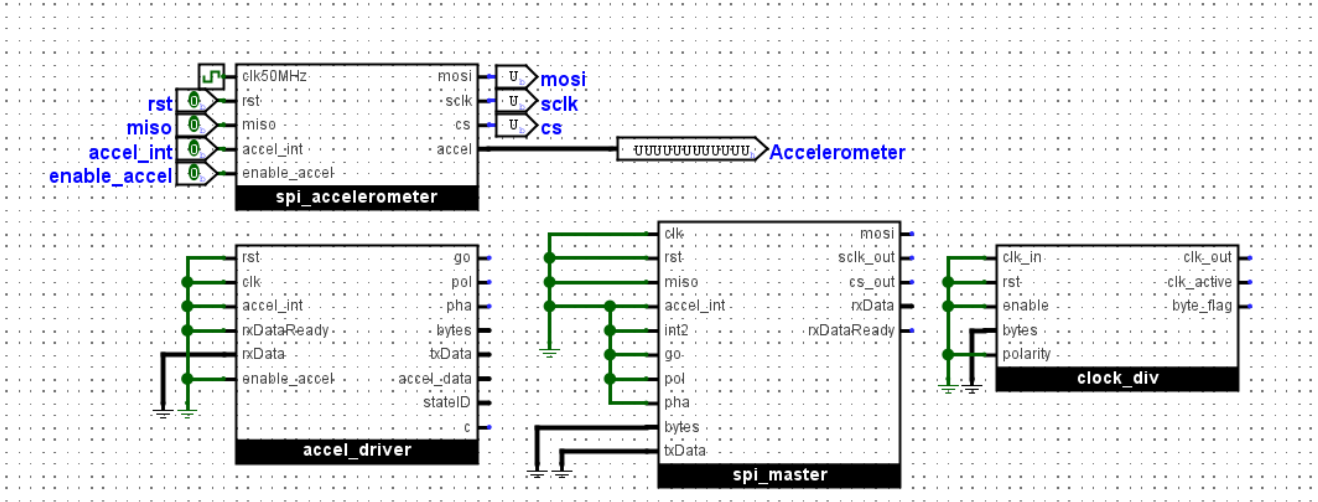 clk50MHz mosi U mosi
rst 0 rst sclk U sclk
miso 0 miso cs U cs
accel_int 0 accel_int accel UUUUUUUUUUUU Accelerometer
enable_accel 0 enable_accel
spi_accelerometer
rst go
clk pol
accel_int pha
rxDataReady bytes
rxData txData
enable_accel accel_data
stateID
c
accel_driver
clk mosi
rst sclk_out
miso cs_out
accel_int rxData
int2 rxDataReady
go
pol
pha
bytes
txData
spi_master
clk_in clk_out
rst clk_active
enable byte_flag
bytes
polarity
clock_div